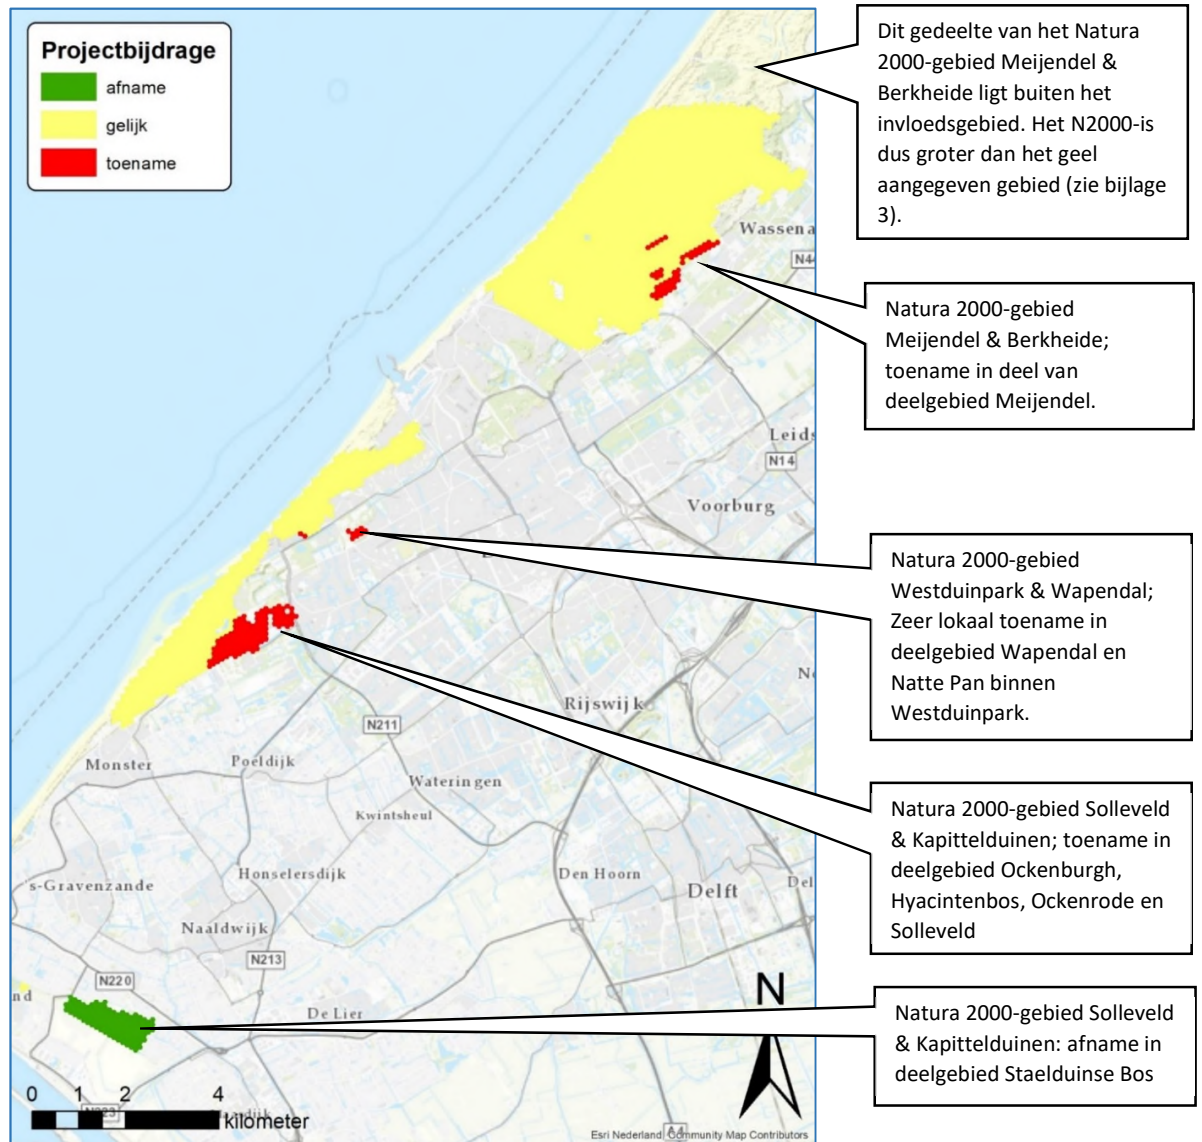 Projectbijdrage
afname
gelijk
toename
Dit gedeelte van het Natura
2000-gebied Meijendel &
Berkheide ligt buiten het
invloedsgebied. Het N2000-is
dus groter dan het geel
aangegeven gebied (zie bijlage
3).
Wassena
N44
Natura 2000-gebied
Meijendel & Berkheide;
toename in deel van
deelgebied Meijendel.
Leids
N14
Voorburg
Natura 2000-gebied
Westduinpark & Wapendal;
Zeer lokaal toename in
deelgebied Wapendal en
Natte Pan binnen
Westduinpark.
Rijswijk
N211
Monster
Poeldijk
Wateringen
Kwintsheul
Natura 2000-gebied Solleveld
& Kapittelduinen; toename in
deelgebied Ockenburgh,
Hyacintenbos, Ockenrode en
Solleveld
's-Gravenzande
Honselersdijk
Den Hoorn
Delft
Del
Naaldwijk
N213
N220
nd
De Lier
N
Natura 2000-gebied Solleveld
& Kapittelduinen: afname in
deelgebied Staelduinse Bos
0 1 2 4
kilometer
N223
A4
Esri Nederland, Community Map Contributors